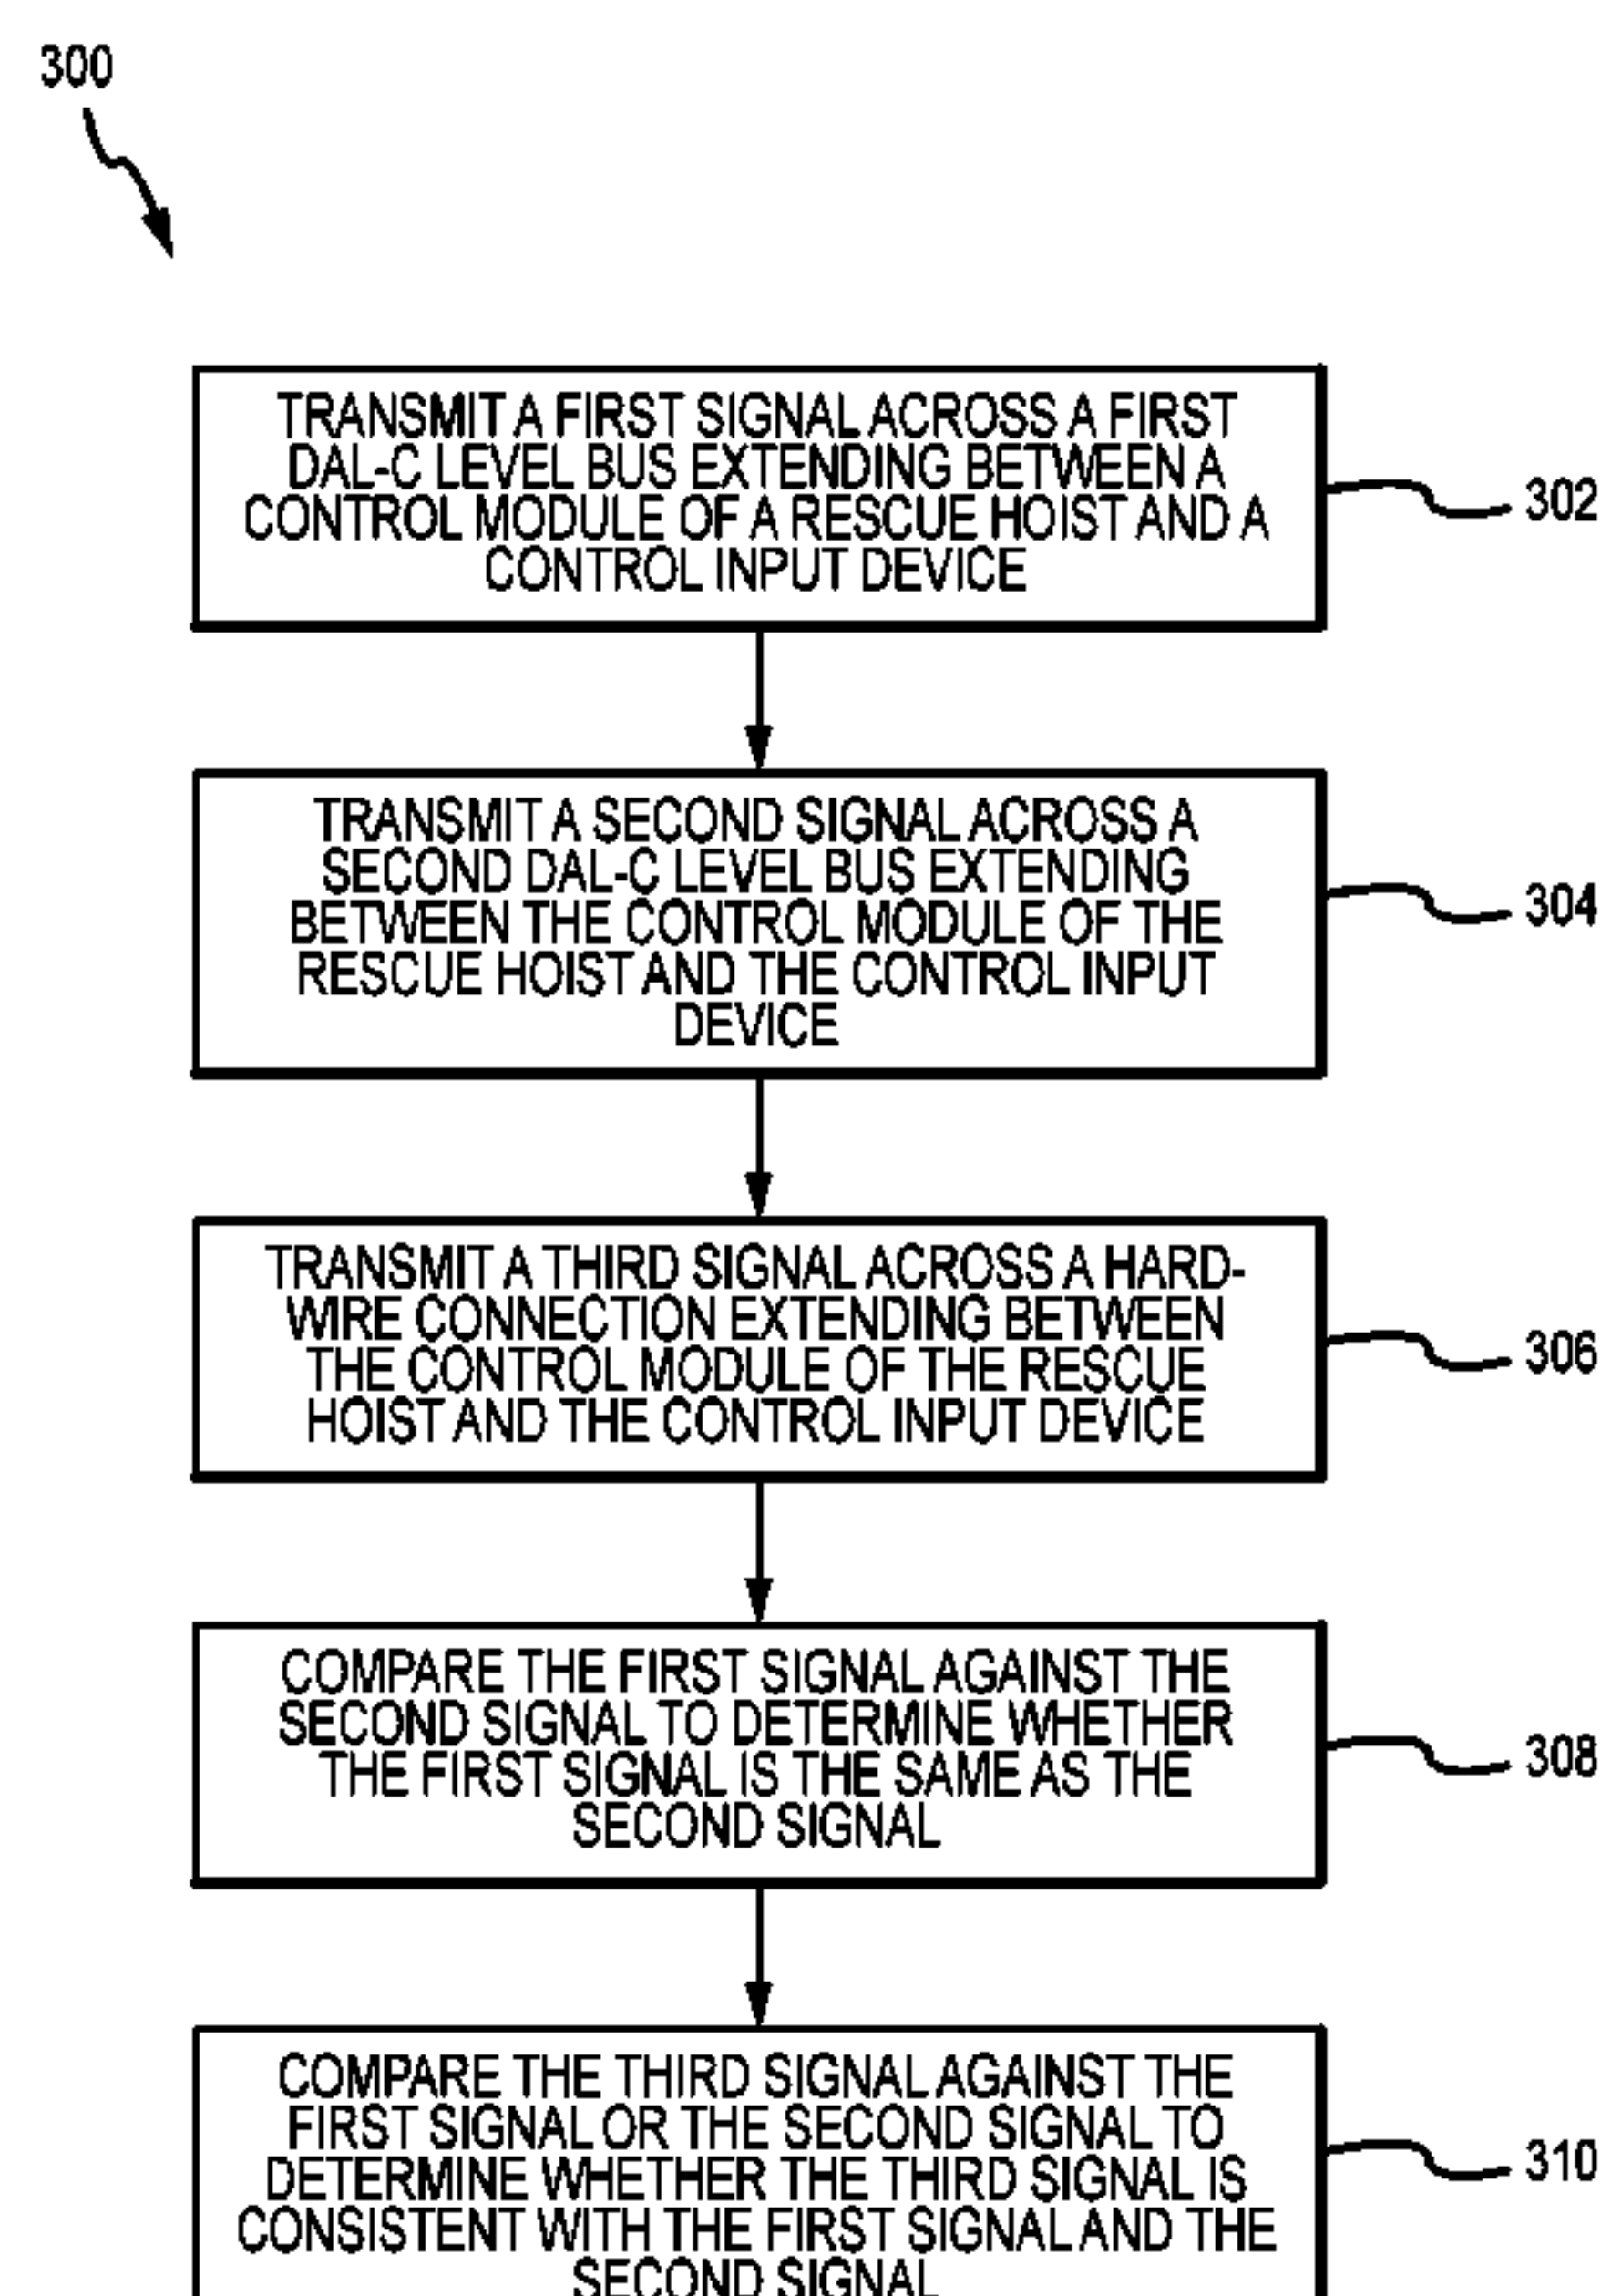 300
TRANSMIT A FIRST SIGNAL ACROSS A FIRST
DAL-C LEVEL BUS EXTENDING BETWEEN A
CONTROL MODULE OF A RESCUE HOIST AND A
CONTROL INPUT DEVICE
302
TRANSMIT A SECOND SIGNAL ACROSS A
SECOND DAL-C LEVEL BUS EXTENDING
BETWEEN THE CONTROL MODULE OF THE
RESCUE HOIST AND THE CONTROL INPUT
DEVICE
304
TRANSMIT A THIRD SIGNAL ACROSS A HARD-
WIRE CONNECTION EXTENDING BETWEEN
THE CONTROL MODULE OF THE RESCUE
HOIST AND THE CONTROL INPUT DEVICE
306
COMPARE THE FIRST SIGNAL AGAINST THE
SECOND SIGNAL TO DETERMINE WHETHER
THE FIRST SIGNAL IS THE SAME AS THE
SECOND SIGNAL
308
COMPARE THE THIRD SIGNAL AGAINST THE
FIRST SIGNAL OR THE SECOND SIGNAL TO
DETERMINE WHETHER THE THIRD SIGNAL IS
CONSISTENT WITH THE FIRST SIGNAL AND THE
SECOND SIGNAL
310